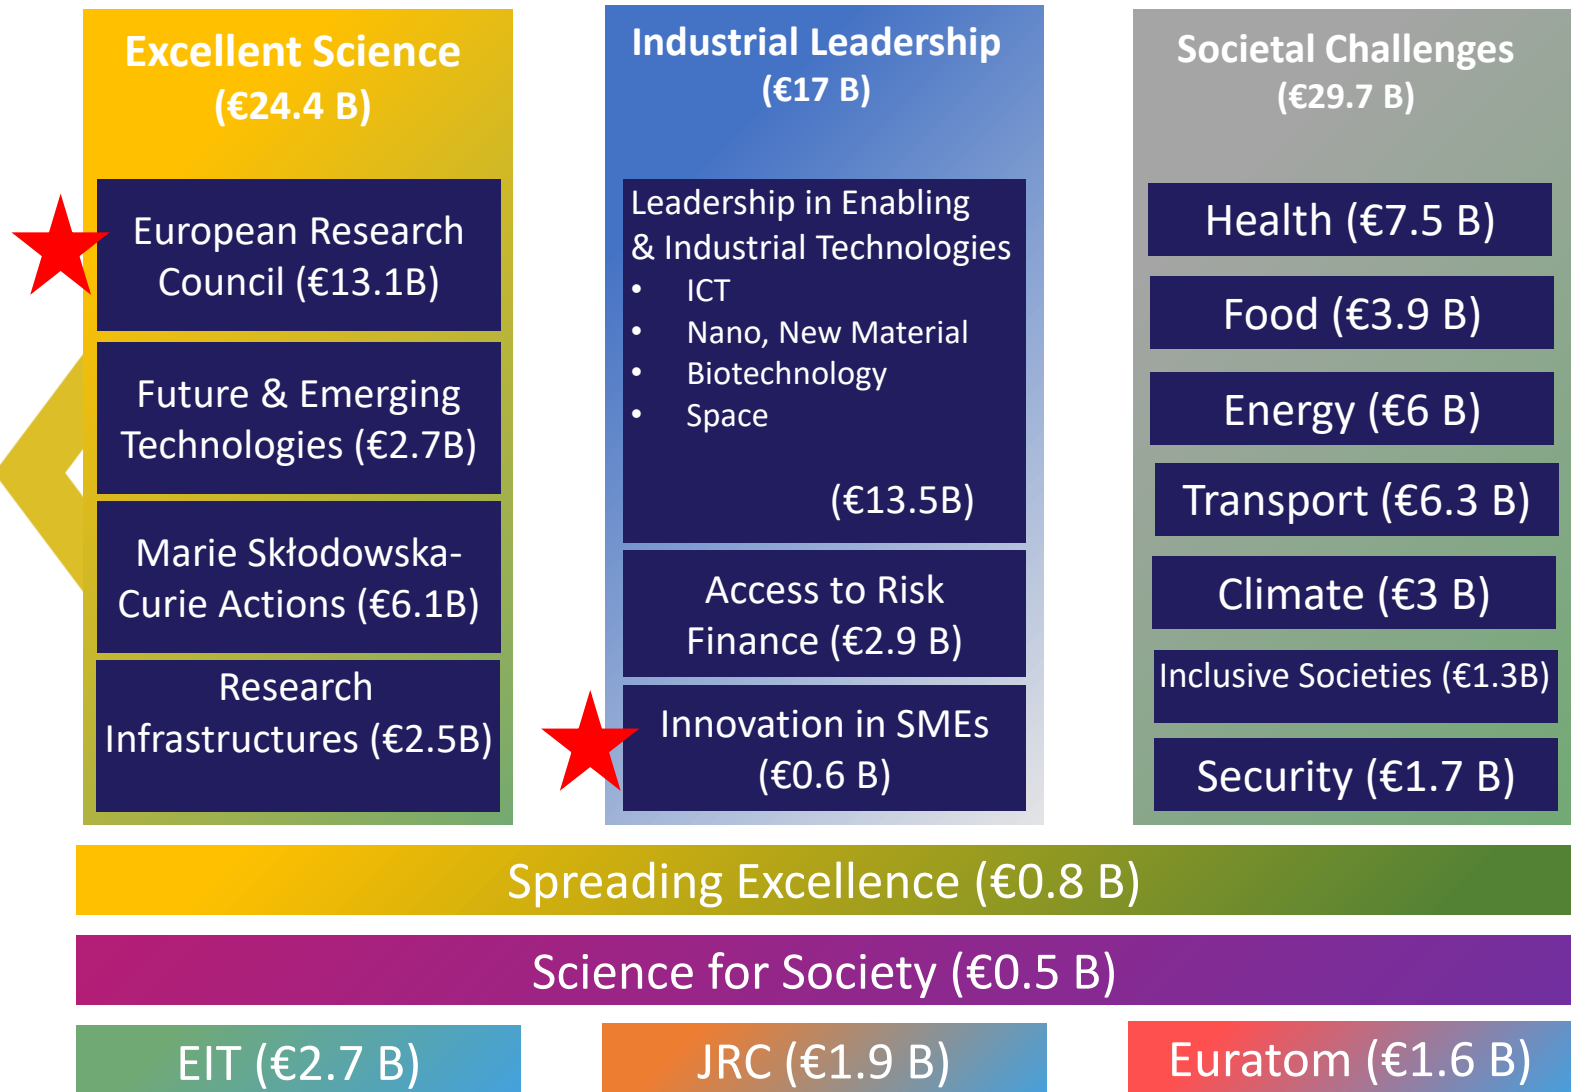 Excellent Science
(€24.4 B)
European Research
Council (€13.1B)
Future & Emerging
Technologies (€2.7B)
Marie Skłodowska-
Curie Actions (€6.1B)
Research
Infrastructures (€2.5B)
Industrial Leadership
(€17 B)
Leadership in Enabling
& Industrial Technologies
• ICT
• Nano, New Material
• Biotechnology
• Space
(€13.5B)
Access to Risk
Finance (€2.9 B)
Innovation in SMEs
(€0.6 B)
Societal Challenges
(€29.7 B)
Health (€7.5 B)
Food (€3.9 B)
Energy (€6 B)
Transport (€6.3 B)
Climate (€3 B)
Inclusive Societies (€1.3B)
Security (€1.7 B)
Spreading Excellence (€0.8 B)
Science for Society (€0.5 B)
EIT (€2.7 B)
JRC (€1.9 B)
Euratom (€1.6 B)